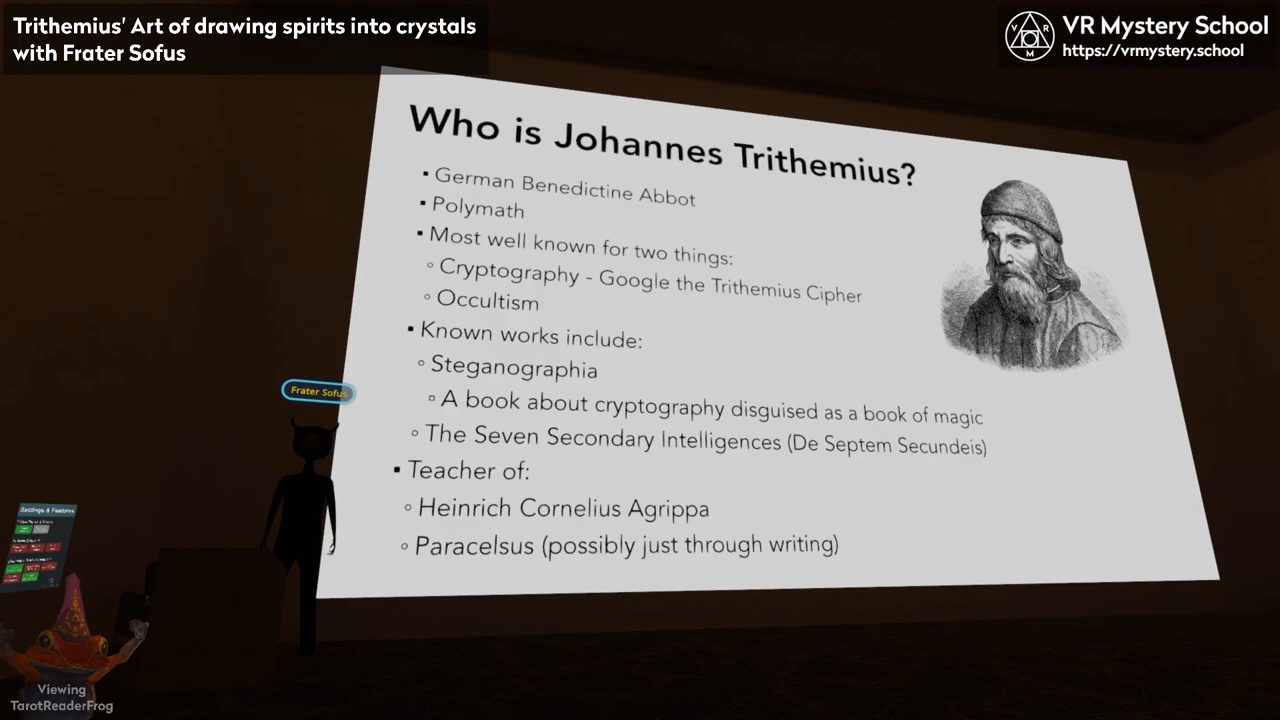 Trithemius' Art of drawing spirits into crystals
with Frater Sofus
VR Mystery School
https://vrmystery.school
V R
M
Who is Johannes Trithemius?
▪ German Benedictine Abbot
▪ Polymath
▪ Most well known for two things:
◦ Cryptography - Google the Trithemius Cipher
◦ Occultism
▪ Known works include:
◦ Steganographia
▫ A book about cryptography disguised as a book of magic
◦ The Seven Secondary Intelligences (De Septem Secundeis)
▪ Teacher of:
◦ Heinrich Cornelius Agrippa
◦ Paracelsus (possibly just through writing)
Frater Sofus
Settings & Features
Viewing
TarotReaderFrog